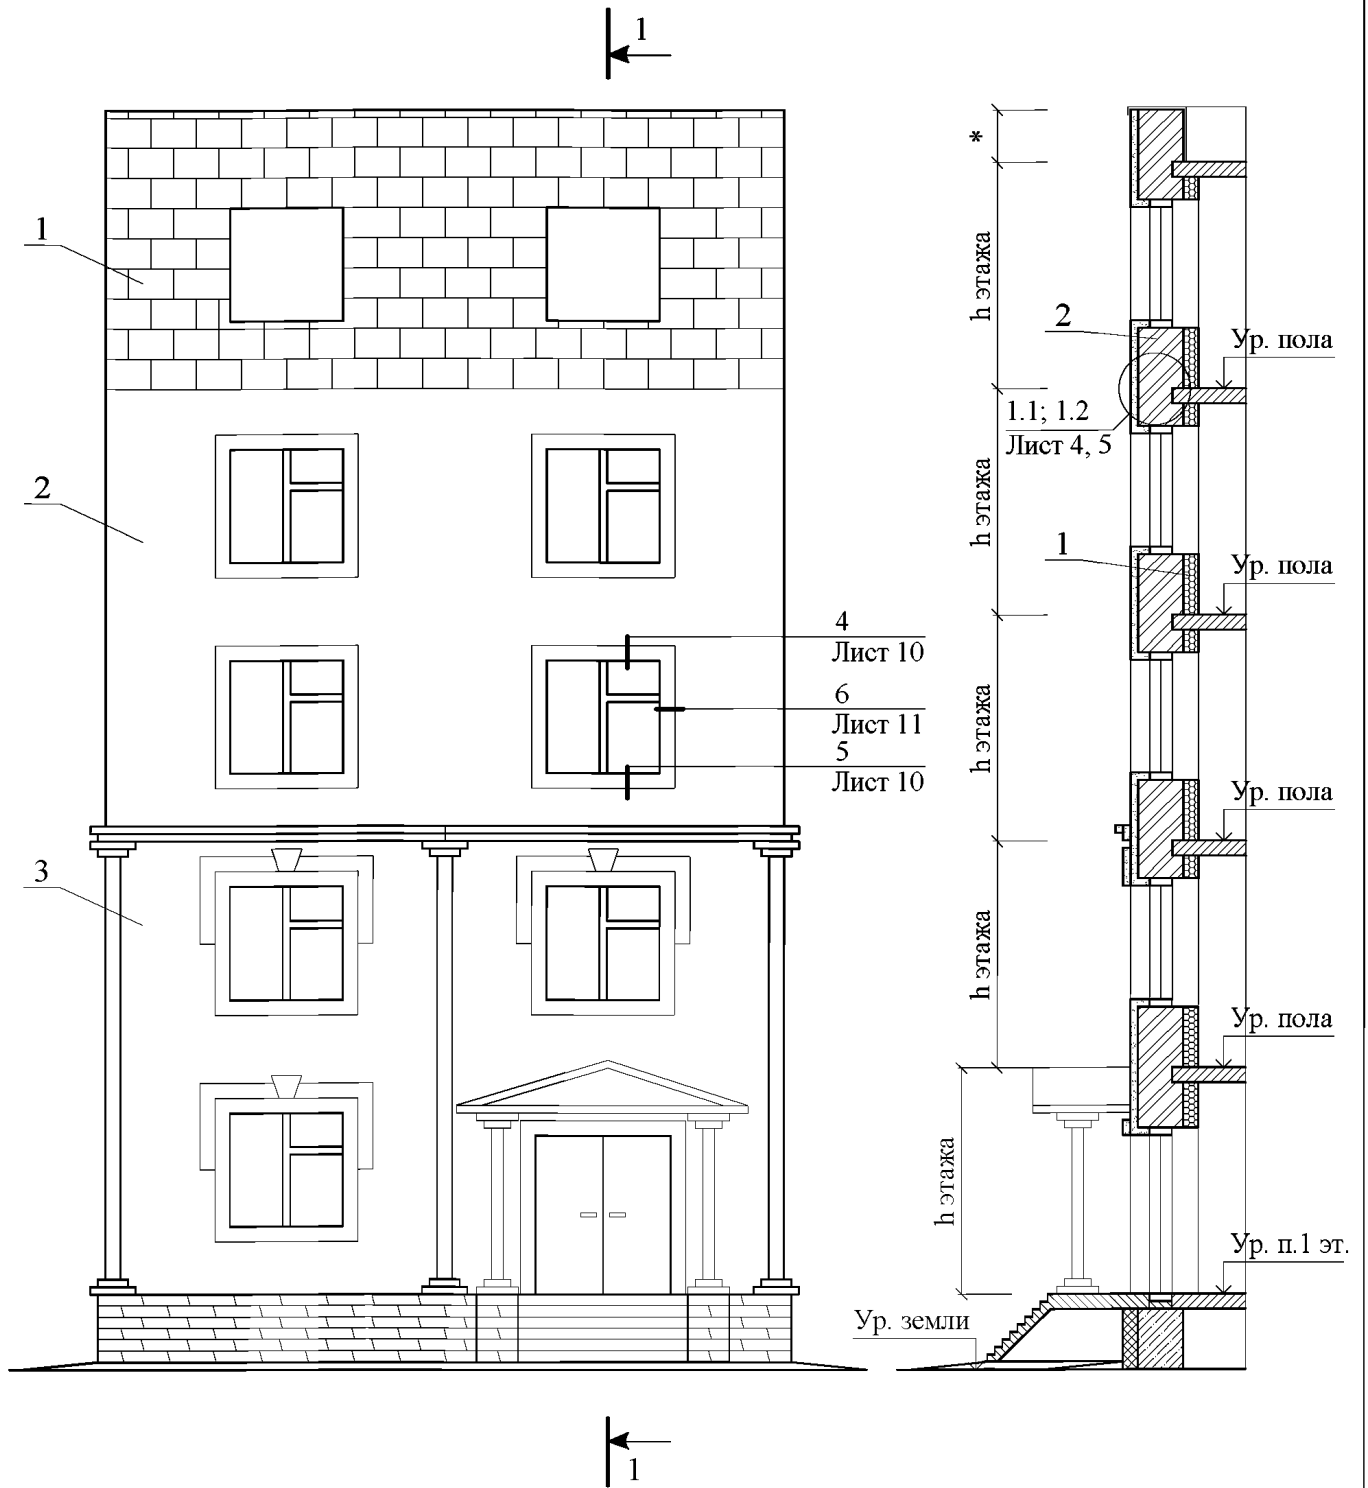 1
1
2
3
4
Лист 10
6
Лист 11
5
Лист 10
1
*
h этажа
h этажа
h этажа
h этажа
h этажа
2
Ур. пола
1.1; 1.2
Лист 4, 5
1
Ур. пола
Ур. пола
Ур. пола
Ур. п.1 эт.
Ур. земли